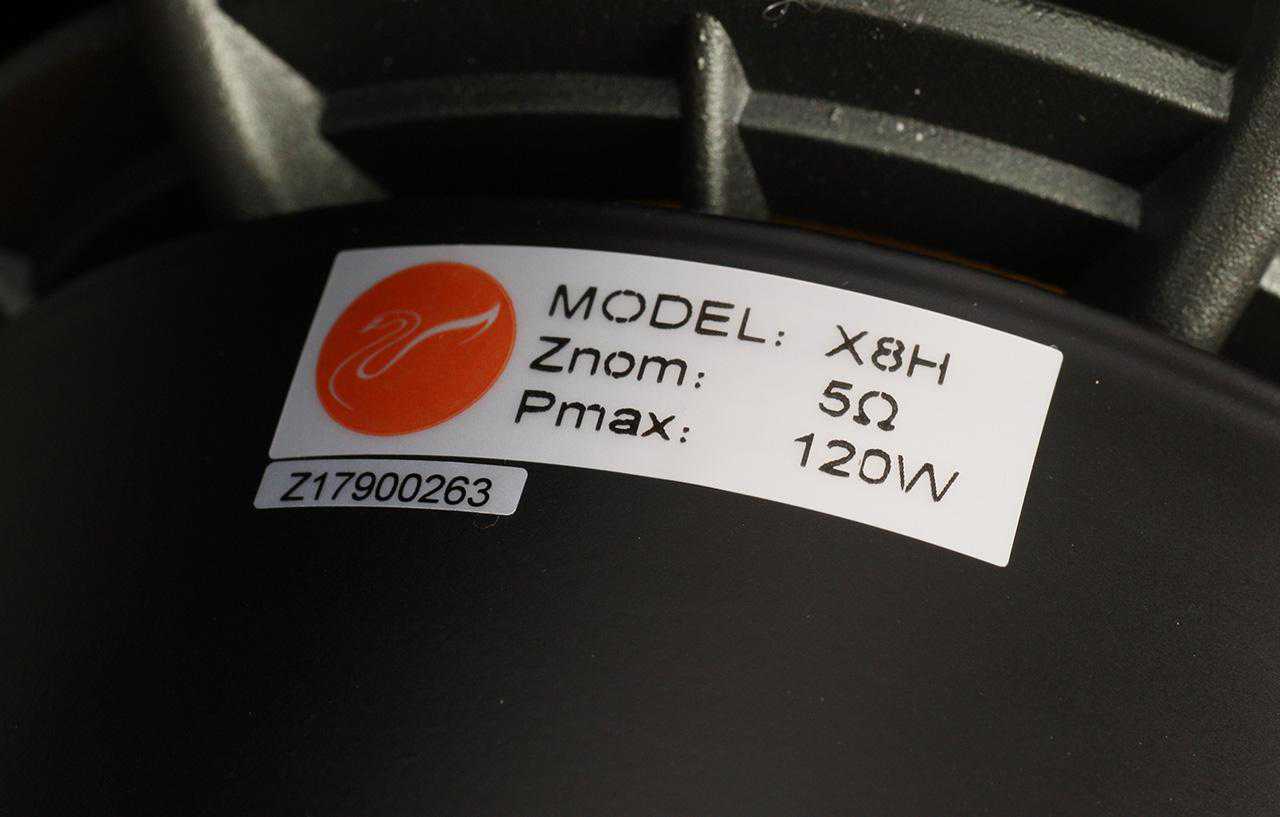 MODEL: X8H
Znom: 5Ω
Pmax: 120W
Z17900263